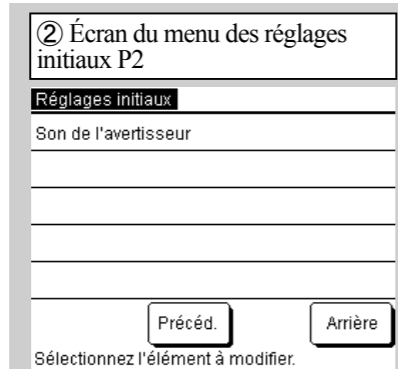 ② Écran du menu des réglages
initiaux P2
Réglages initiaux
Son de l'avertisseur
Précéd.
Arrière
Sélectionnez l'élément à modifier.